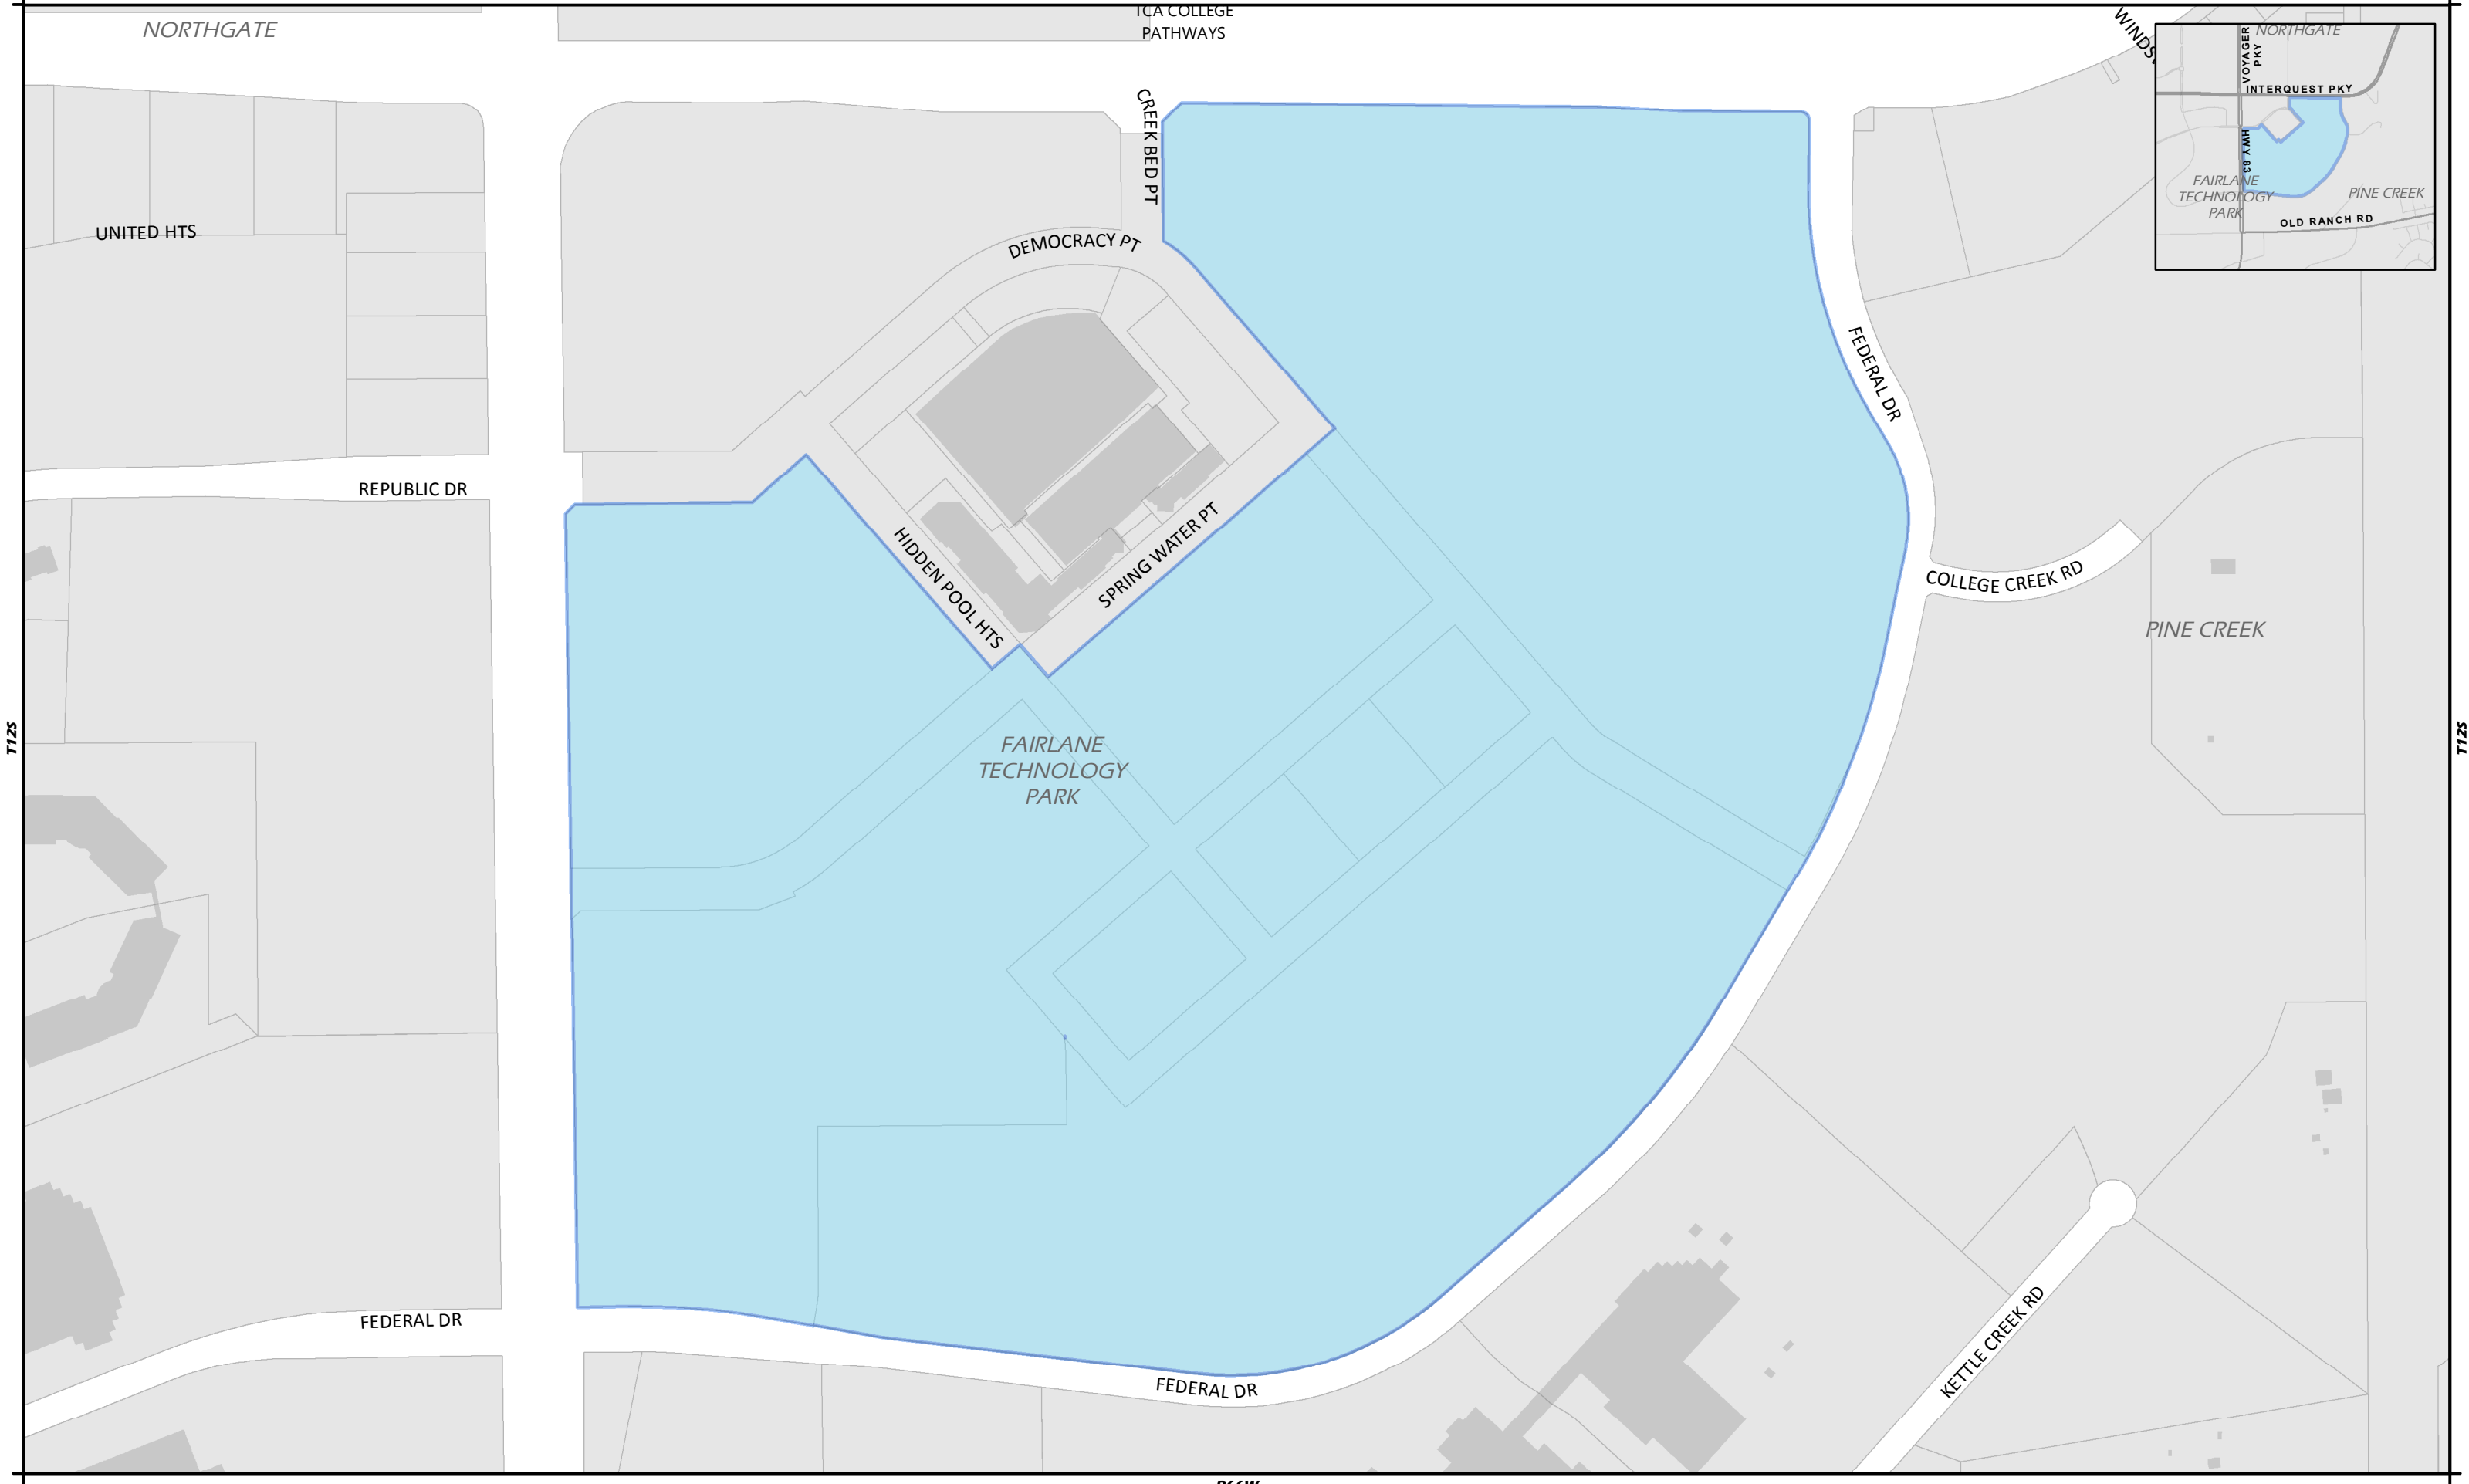 TCA COLLEGE
PATHWAYS
NORTHGATE
CREEK BED PT
UNITED HTS
DEMOCRACY PT
REPUBLIC DR
HIDDEN POOL HTS
SPRING WATER PT
FEDERAL DR
COLLEGE CREEK RD
PINE CREEK
FAIRLANE
TECHNOLOGY
PARK
T12S
T12S
FEDERAL DR
FEDERAL DR
KETTLE CREEK RD
NORTHGATE
VOYAGER
PKY
INTERQUEST PKY
HWY 83
FAIRLANE
TECHNOLOGY
PARK
PINE CREEK
OLD RANCH RD